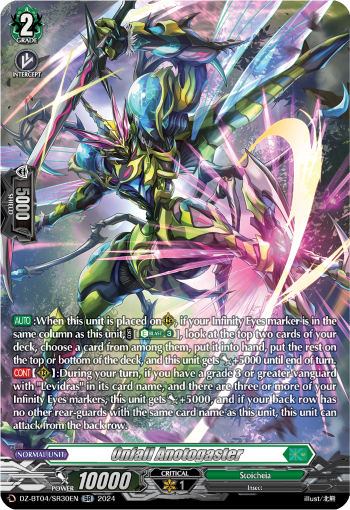 2
GRADE
INTERCEPT
5000
SHIELD
AUTO :When this unit is placed on R, if your Infinity Eyes marker is in the
same column as this unit, COST [E-BLAST 3], look at the top two cards of your
deck, choose a card from among them, put it into hand, put the rest on
the top or bottom of the deck, and this unit gets +5000 until end of turn.
CONT [R]:During your turn, if you have a grade 3 or greater vanguard
with "Levidras" in its card name, and there are three or more of your
Infinity Eyes markers, this unit gets +5000, and if your back row has
no other rear-guards with the same card name as this unit, this unit can
attack from the back row.
NORMAL UNIT
Unfail Anotogaster
POWER 10000
CRITICAL
1
Stoicheia
Insect
DZ-BT04/SR30EN SR 2024
illust/北熊